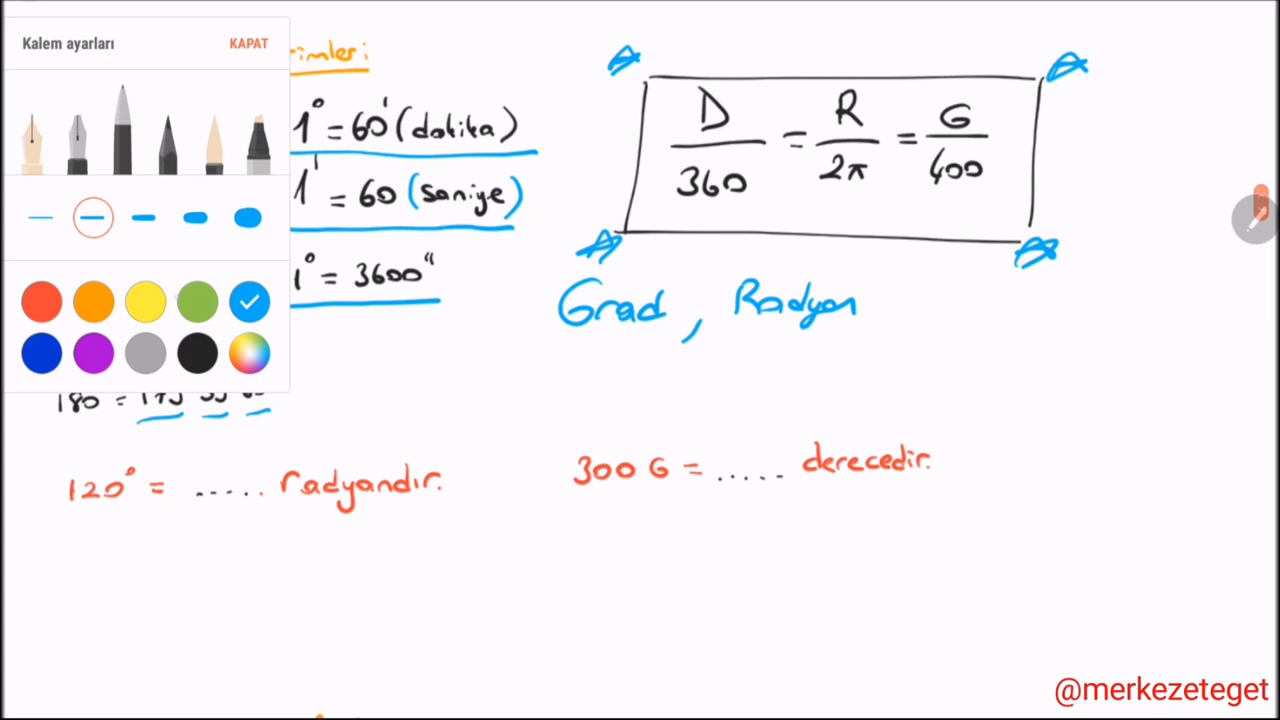 Kalem ayarları KAPAT
1° = 60' (dakika)
1' = 60 (saniye)
1° = 3600"
D/360 = R/2π = G/400
Grad, Radyan
180 =
120° = ..... radyandır.
300 G = ..... derecedir.
@merkezeteget